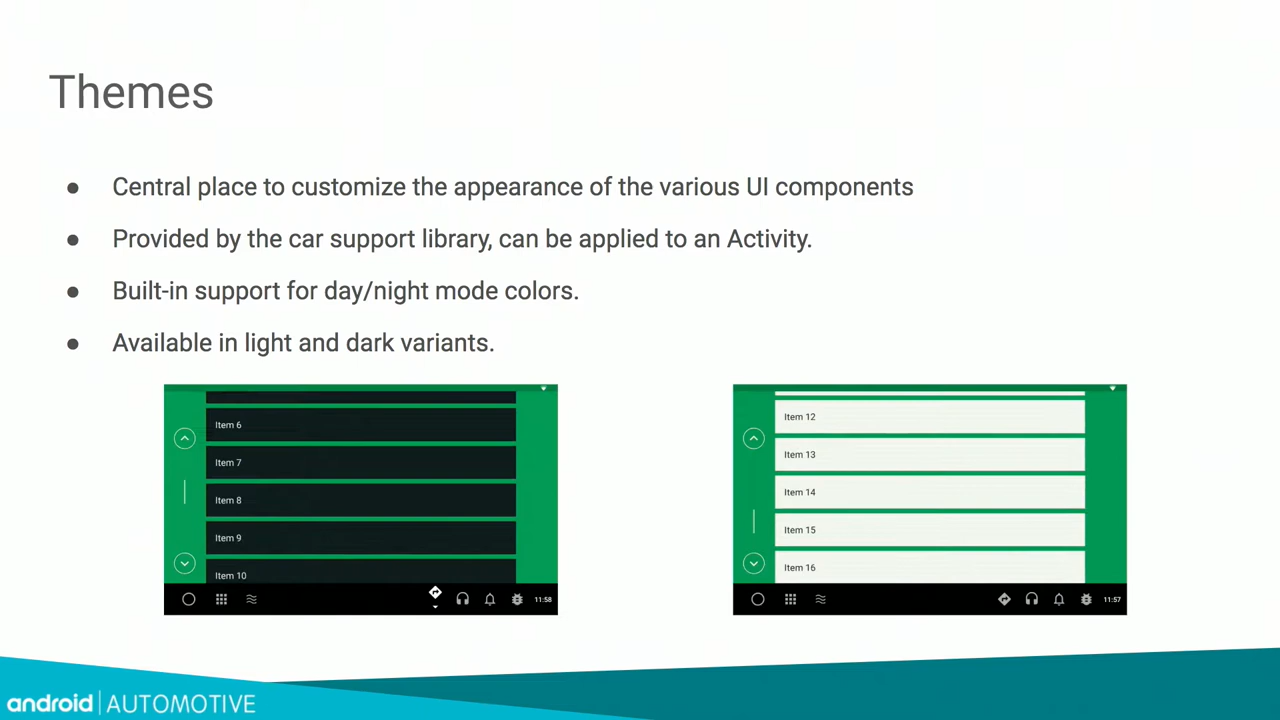 Themes
● Central place to customize the appearance of the various UI components
● Provided by the car support library, can be applied to an Activity.
● Built-in support for day/night mode colors.
● Available in light and dark variants.
Item 6
Item 7
Item 8
Item 9
Item 10
11:58
Item 12
Item 13
Item 14
Item 15
Item 16
11:57
android AUTOMOTIVE